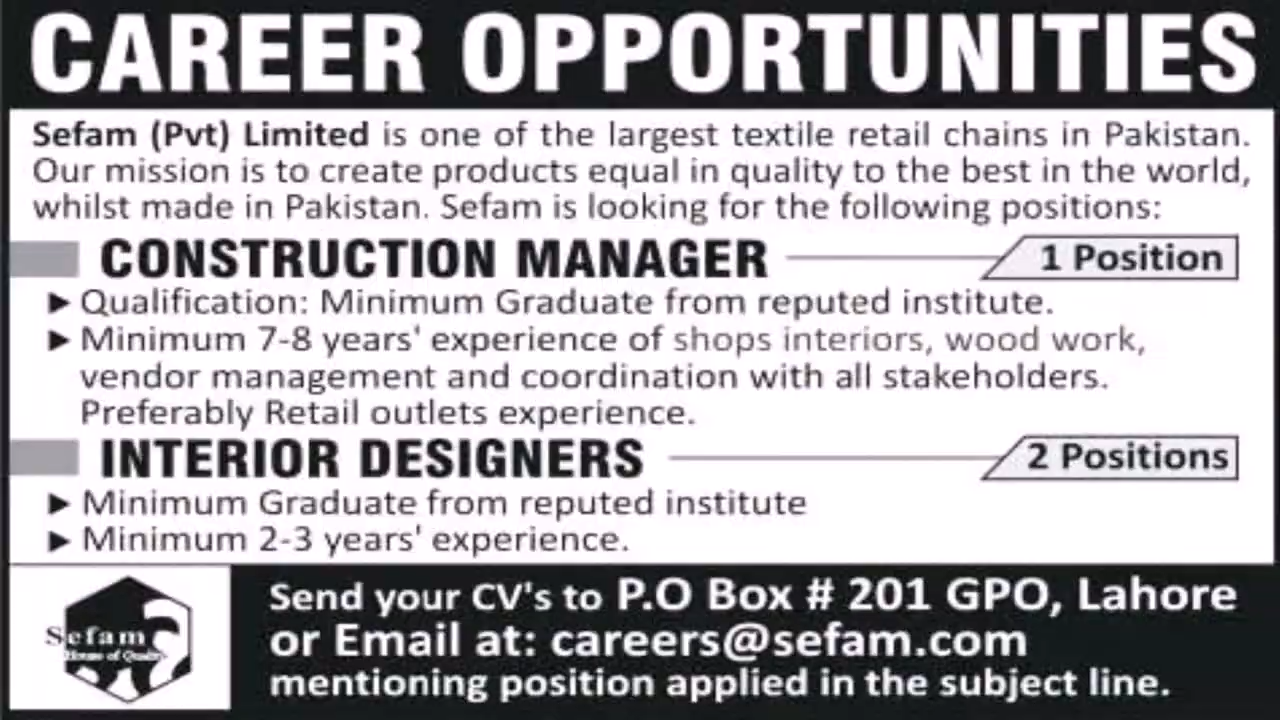 CAREER OPPORTUNITIES
Sefam (Pvt) Limited is one of the largest textile retail chains in Pakistan.
Our mission is to create products equal in quality to the best in the world,
whilst made in Pakistan. Sefam is looking for the following positions:
CONSTRUCTION MANAGER 1 Position
▶ Qualification: Minimum Graduate from reputed institute.
▶ Minimum 7-8 years' experience of shops interiors, wood work,
vendor management and coordination with all stakeholders.
Preferably Retail outlets experience.
INTERIOR DESIGNERS 2 Positions
▶ Minimum Graduate from reputed institute
▶ Minimum 2-3 years' experience.
Send your CV's to P.O Box # 201 GPO, Lahore
or Email at: careers@sefam.com
mentioning position applied in the subject line.
Sefam
House of Quality